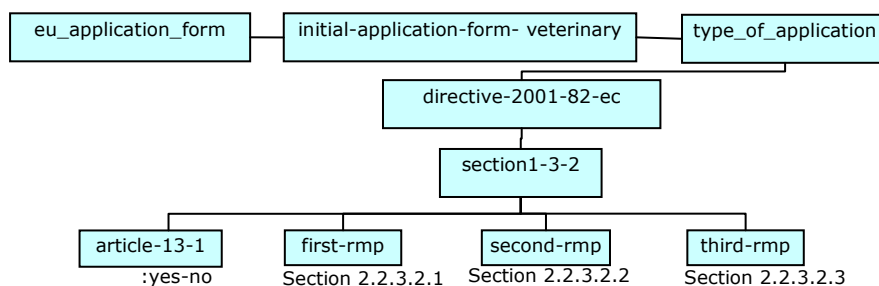 eu_application_form
initial-application-form- veterinary
type_of_application
directive-2001-82-ec
section1-3-2
article-13-1
first-rmp
second-rmp
third-rmp
:yes-no
Section 2.2.3.2.1
Section 2.2.3.2.2
Section 2.2.3.2.3